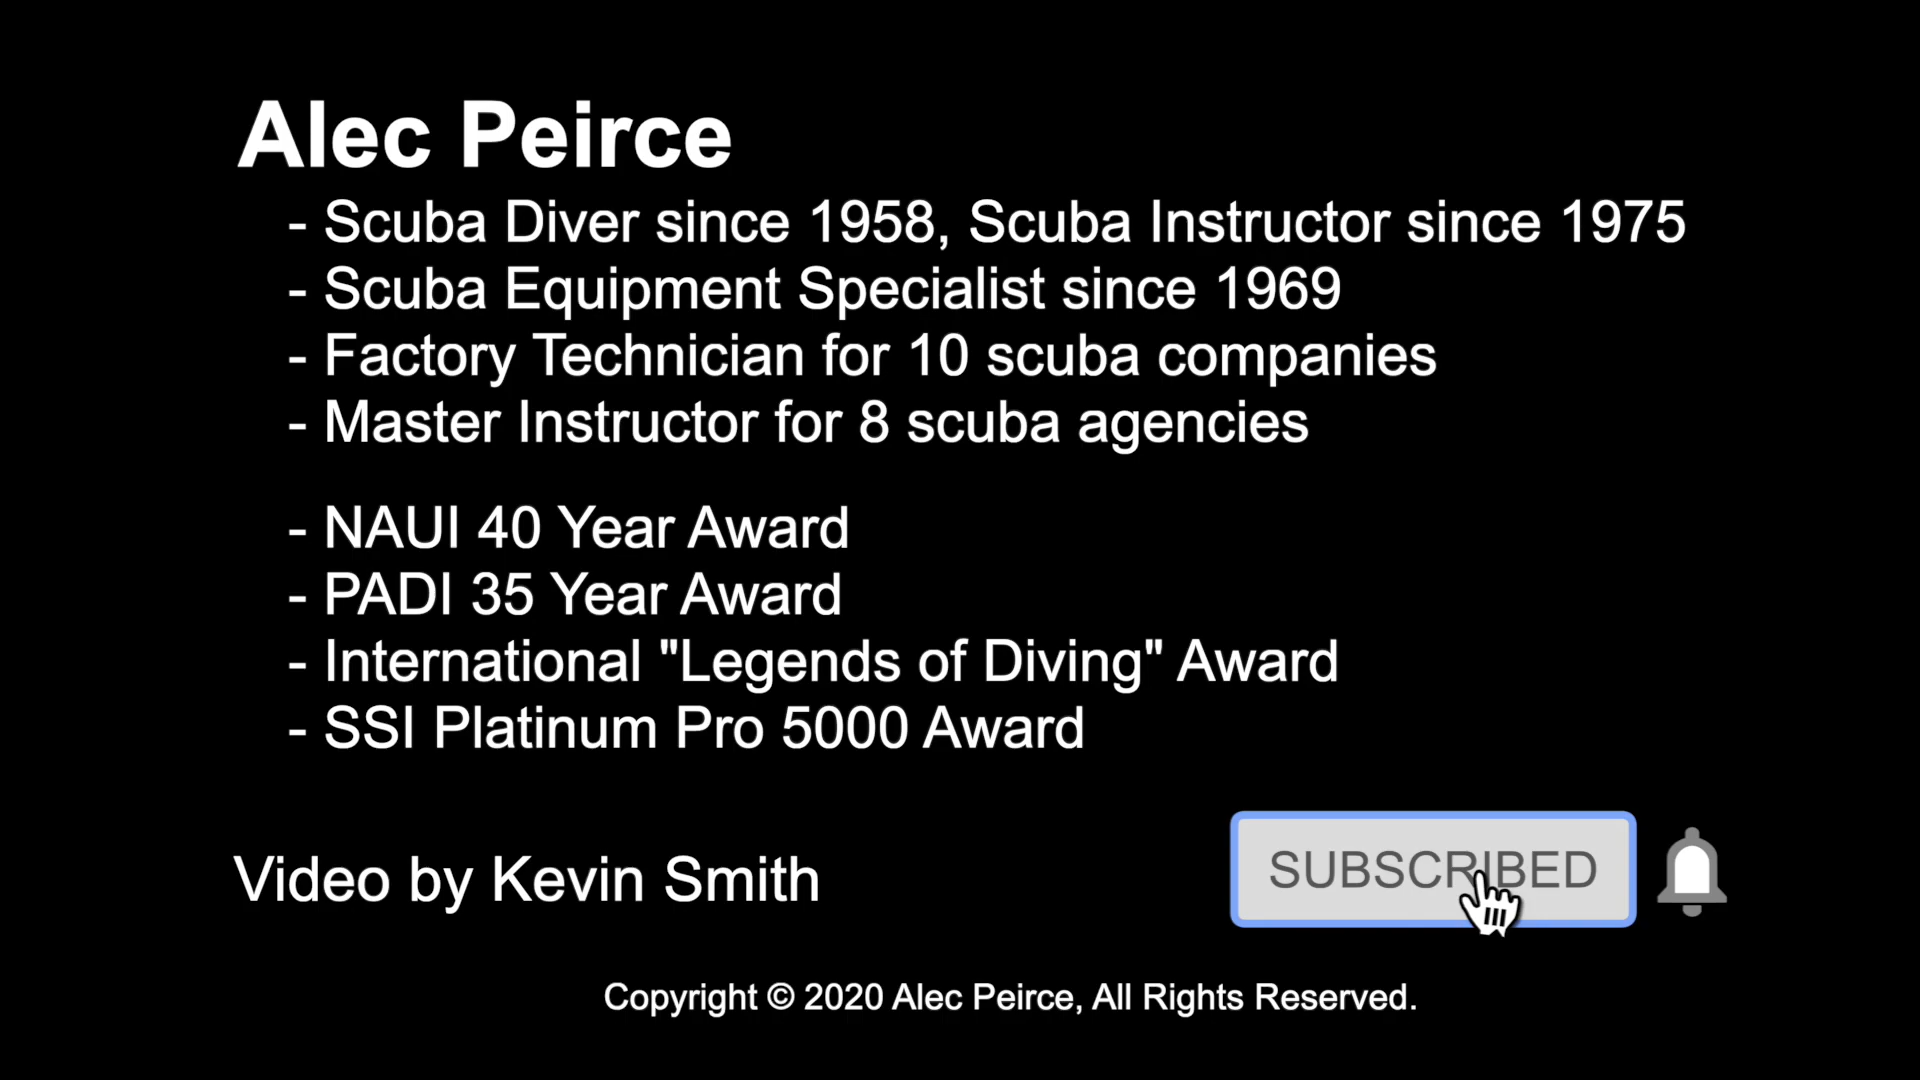 Alec Peirce
- Scuba Diver since 1958, Scuba Instructor since 1975
- Scuba Equipment Specialist since 1969
- Factory Technician for 10 scuba companies
- Master Instructor for 8 scuba agencies
- NAUI 40 Year Award
- PADI 35 Year Award
- International "Legends of Diving" Award
- SSI Platinum Pro 5000 Award
Video by Kevin Smith
SUBSCRIBED
Copyright © 2020 Alec Peirce, All Rights Reserved.